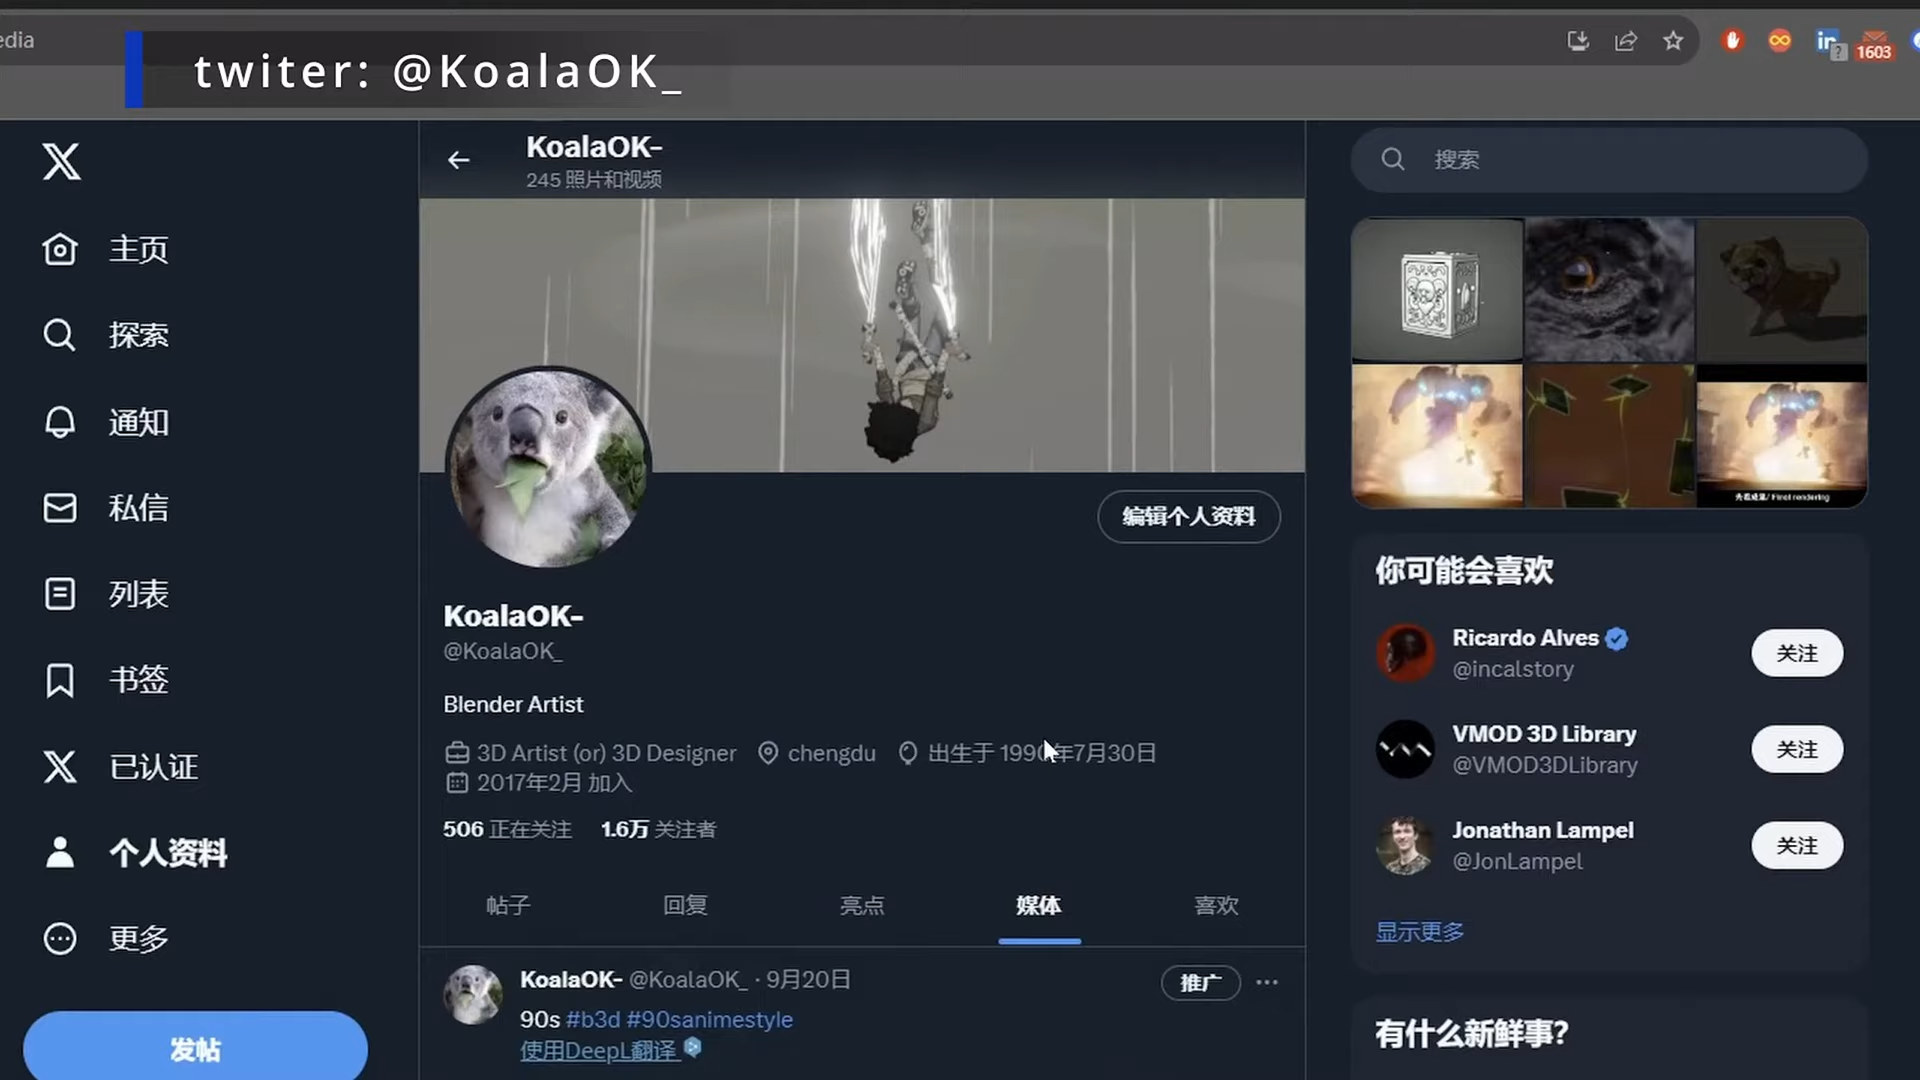 edia
twiter: @KoalaOK_
1603
主页
探索
通知
私信
列表
书签
已认证
个人资料
更多
发帖
KoalaOK-
245 照片和视频
编辑个人资料
KoalaOK-
@KoalaOK_
Blender Artist
3D Artist (or) 3D Designer chengdu 出生于 1990年7月30日
2017年2月 加入
506 正在关注 1.6万 关注者
帖子 回复 亮点 媒体 喜欢
KoalaOK- @KoalaOK_ · 9月20日
推广
90s #b3d #90sanimestyle
使用DeepL翻译
搜索
Final rendering
你可能会喜欢
Ricardo Alves
@incalstory
关注
VMOD 3D Library
@VMOD3DLibrary
关注
Jonathan Lampel
@JonLampel
关注
显示更多
有什么新鲜事?